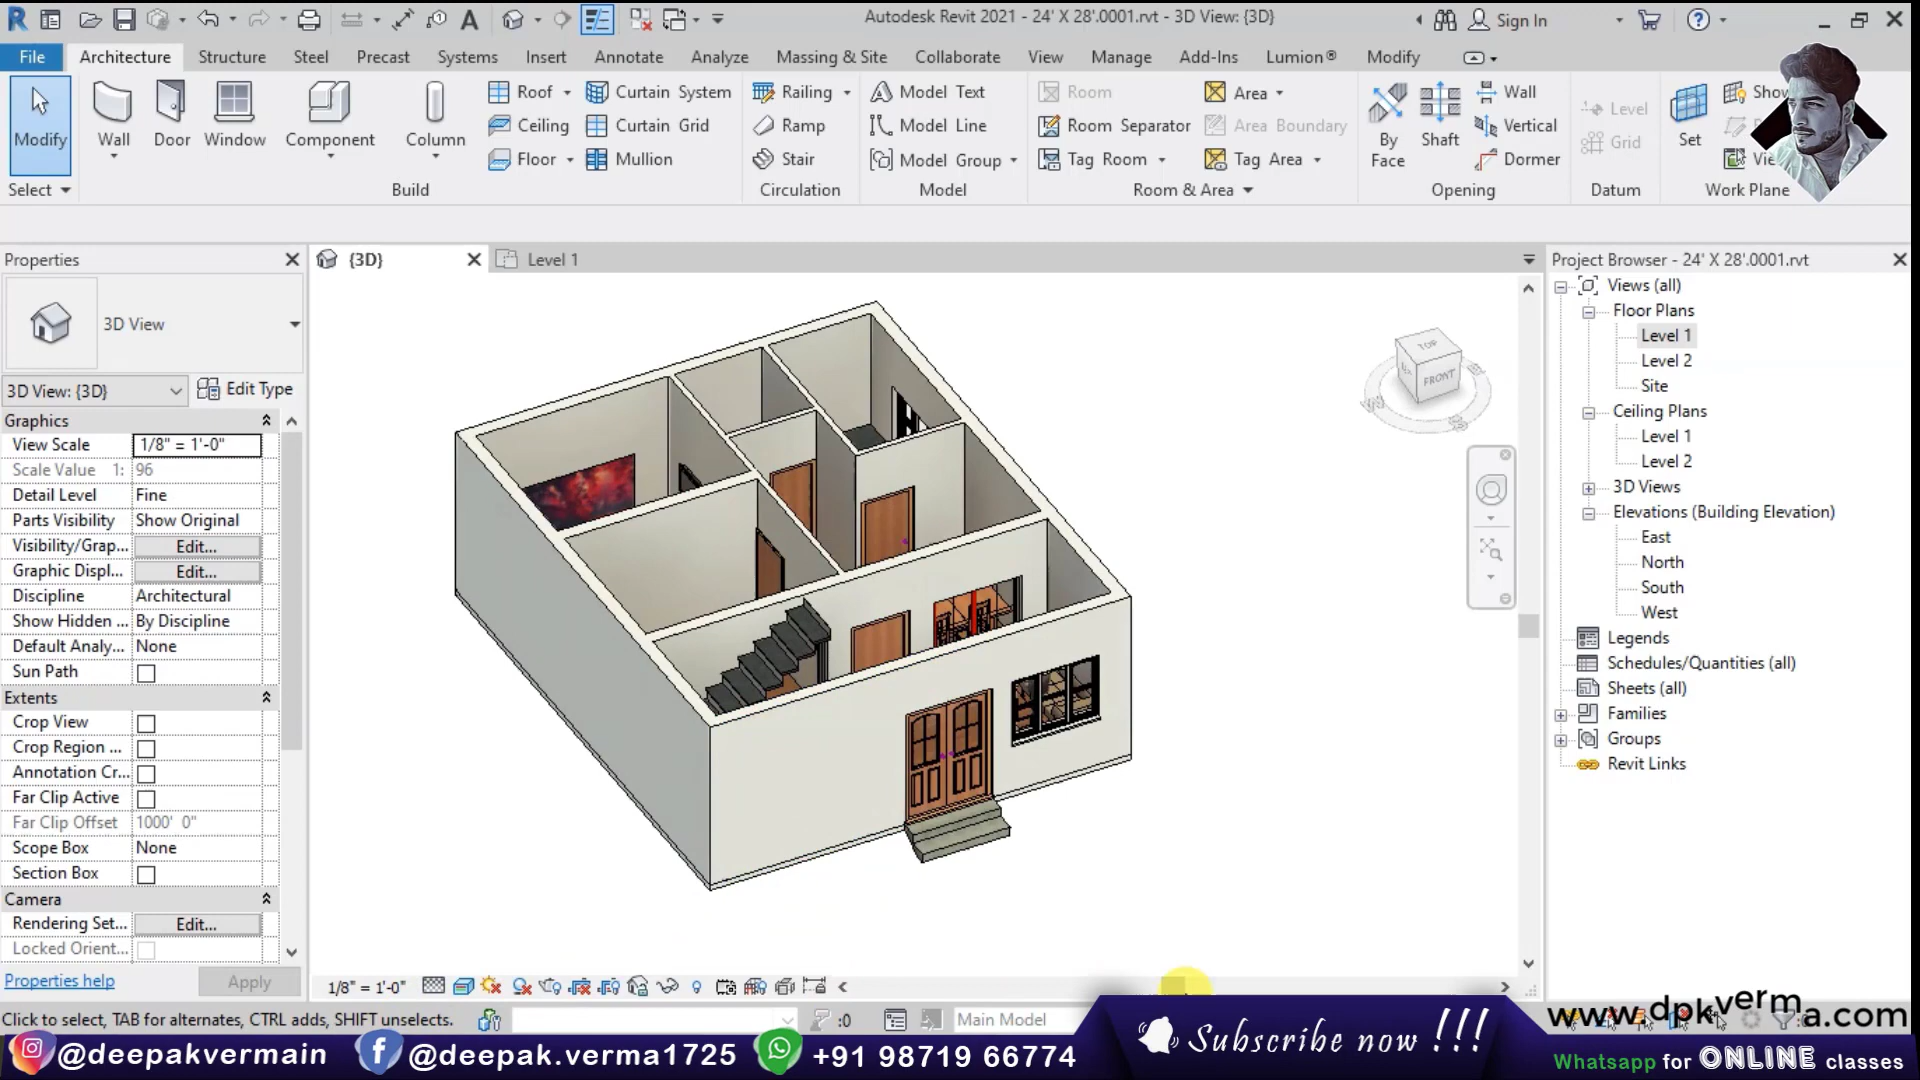 Autodesk Revit 2021 - 24' X 28'.0001.rvt - 3D View: {3D}
Sign In
File Architecture Structure Steel Precast Systems Insert Annotate Analyze Massing & Site Collaborate View Manage Add-Ins Lumion® Modify
Modify
Select
Wall
Door
Window
Component
Column
Roof
Ceiling
Floor
Curtain System
Curtain Grid
Mullion
Build
Railing
Ramp
Stair
Circulation
Model Text
Model Line
Model Group
Model
Room
Room Separator
Tag Room
Area
Area Boundary
Tag Area
Room & Area
By Face
Shaft
Wall
Vertical
Dormer
Opening
Level
Grid
Datum
Set
Work Plane
Properties
3D View
3D View: {3D}
Edit Type
Graphics
View Scale 1/8" = 1'-0"
Scale Value 1: 96
Detail Level Fine
Parts Visibility Show Original
Visibility/Grap... Edit...
Graphic Displ... Edit...
Discipline Architectural
Show Hidden ... By Discipline
Default Analy... None
Sun Path
Extents
Crop View
Crop Region ...
Annotation Cr...
Far Clip Active
Far Clip Offset 1000' 0"
Scope Box None
Section Box
Camera
Rendering Set... Edit...
Locked Orient...
Properties help
Apply
{3D}
Level 1
TOP
FRONT
1/8" = 1'-0"
Project Browser - 24' X 28'.0001.rvt
Views (all)
Floor Plans
Level 1
Level 2
Site
Ceiling Plans
Level 1
Level 2
3D Views
Elevations (Building Elevation)
East
North
South
West
Legends
Schedules/Quantities (all)
Sheets (all)
Families
Groups
Revit Links
Click to select, TAB for alternates, CTRL adds, SHIFT unselects.
:0
Main Model
www.dpkverma.com
@deepakvermain
@deepak.verma1725
+91 98719 66774
Subscribe now !!!
Whatsapp for ONLINE classes